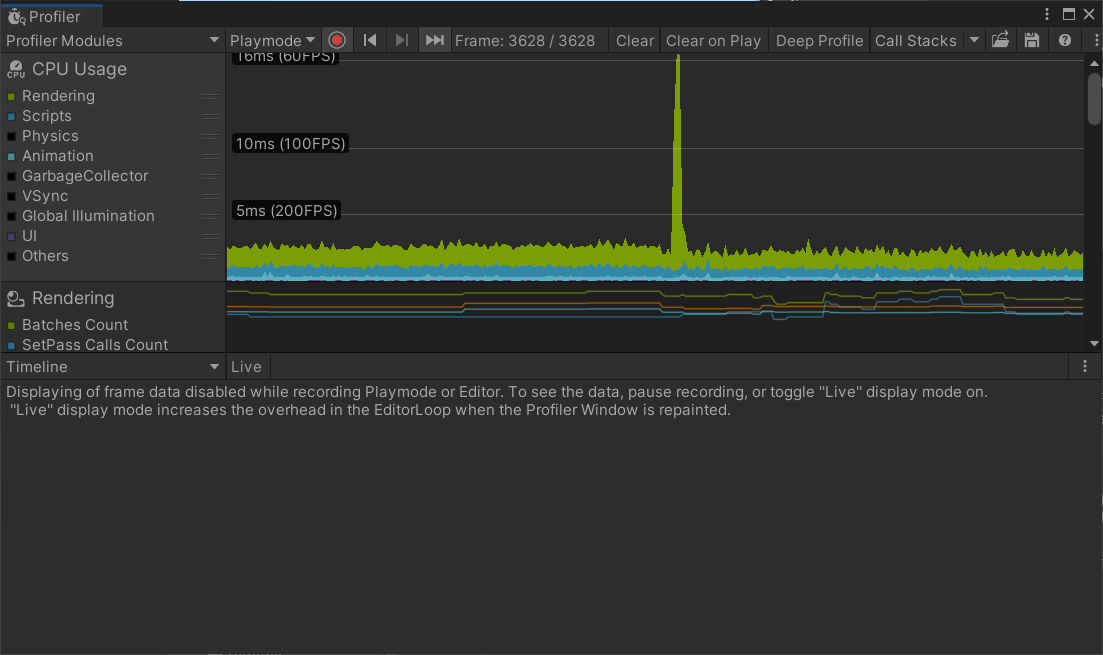 Profiler
Profiler Modules
Playmode
Frame: 3628 / 3628
Clear
Clear on Play
Deep Profile
Call Stacks
CPU Usage
CPU
Rendering
Scripts
Physics
Animation
GarbageCollector
VSync
Global Illumination
UI
Others
16ms (60FPS)
10ms (100FPS)
5ms (200FPS)
Rendering
Batches Count
SetPass Calls Count
Timeline
Live
Displaying of frame data disabled while recording Playmode or Editor. To see the data, pause recording, or toggle "Live" display mode on.
"Live" display mode increases the overhead in the EditorLoop when the Profiler Window is repainted.